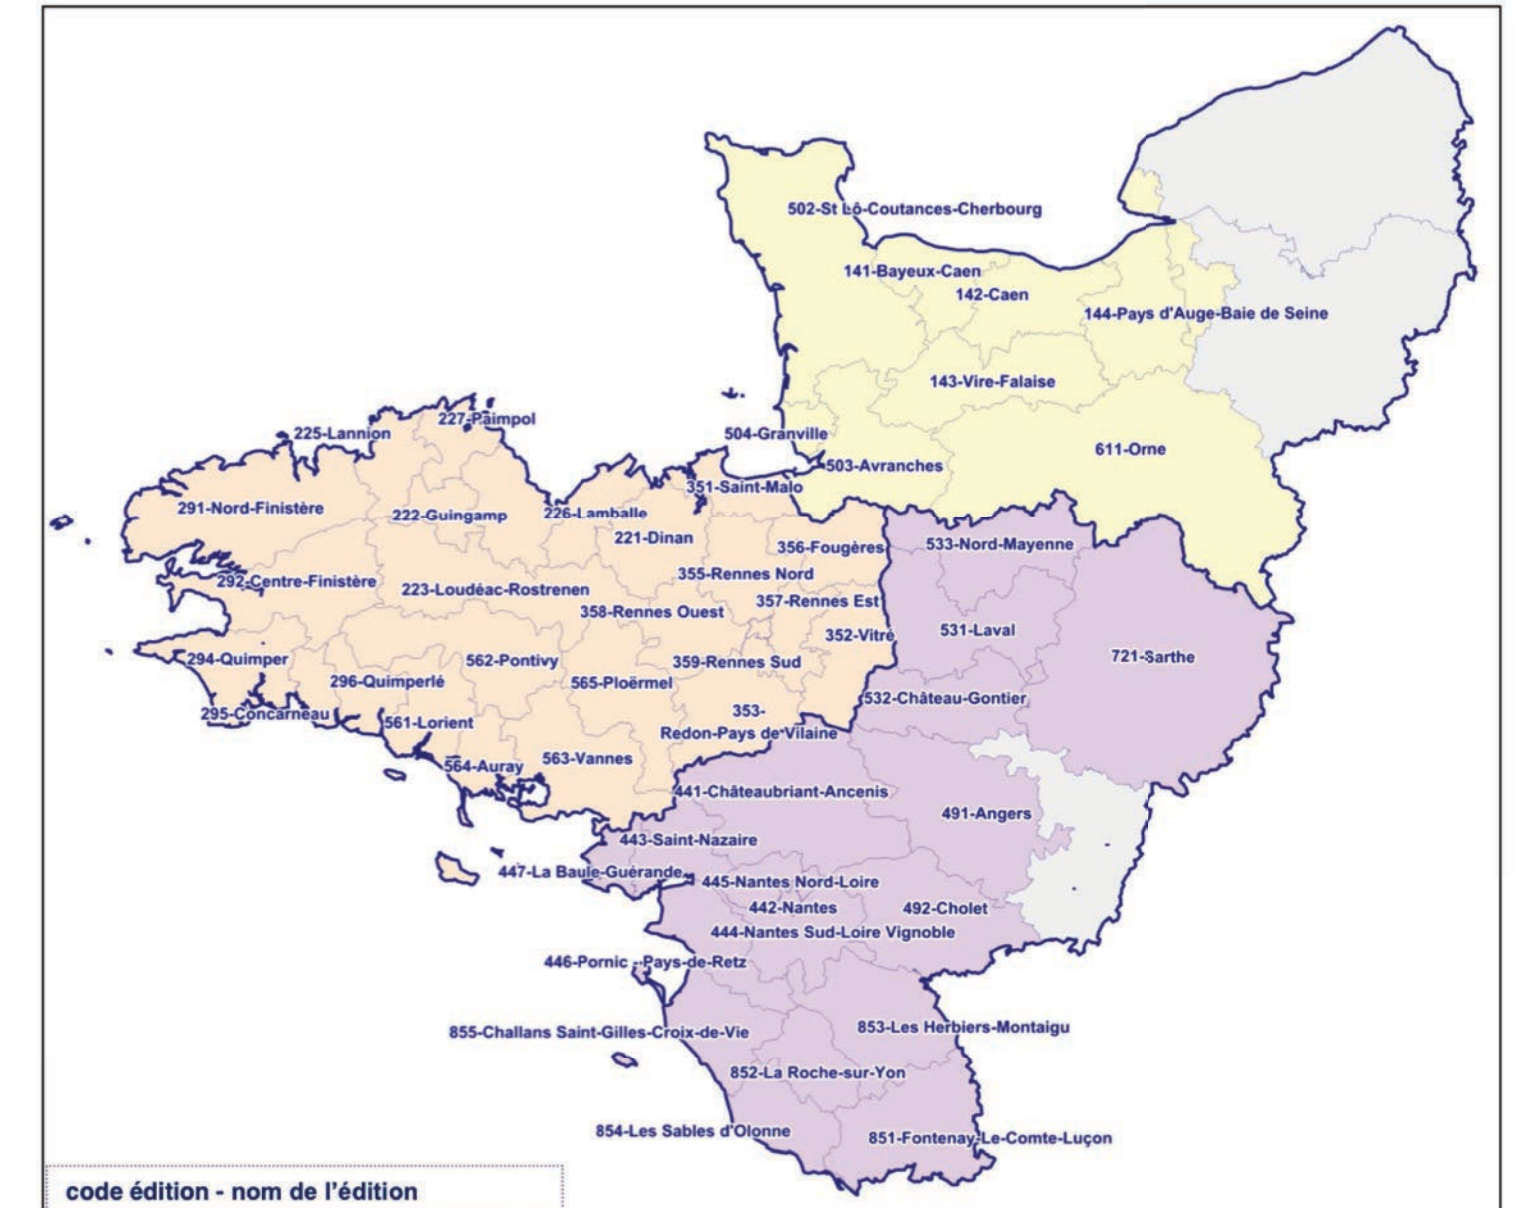 502-St Lô-Coutances-Cherbourg
141-Bayeux-Caen
142-Caen
144-Pays d'Auge-Baie de Seine
143-Vire-Falaise
227-Paimpol
225-Lannion
504-Granville
611-Orne
503-Avranches
351-Saint-Malo
291-Nord-Finistère
222-Guingamp
226-Lamballe
221-Dinan
356-Fougères
533-Nord-Mayenne
355-Rennes Nord
292-Centre-Finistère
223-Loudéac-Rostrenen
357-Rennes Est
358-Rennes Ouest
352-Vitré
531-Laval
721-Sarthe
294-Quimper
562-Pontivy
359-Rennes Sud
296-Quimperlé
565-Ploërmel
532-Château-Gontier
295-Concarneau
561-Lorient
353-
Redon-Pays de Vilaine
564-Auray
563-Vannes
441-Châteaubriant-Ancenis
491-Angers
443-Saint-Nazaire
447-La Baule-Guérande
445-Nantes Nord-Loire
442-Nantes
492-Cholet
444-Nantes Sud-Loire Vignoble
446-Pornic - Pays-de-Retz
855-Challans Saint-Gilles-Croix-de-Vie
853-Les Herbiers-Montaigu
852-La Roche-sur-Yon
854-Les Sables d'Olonne
851-Fontenay-Le-Comte-Luçon
code édition - nom de l'édition